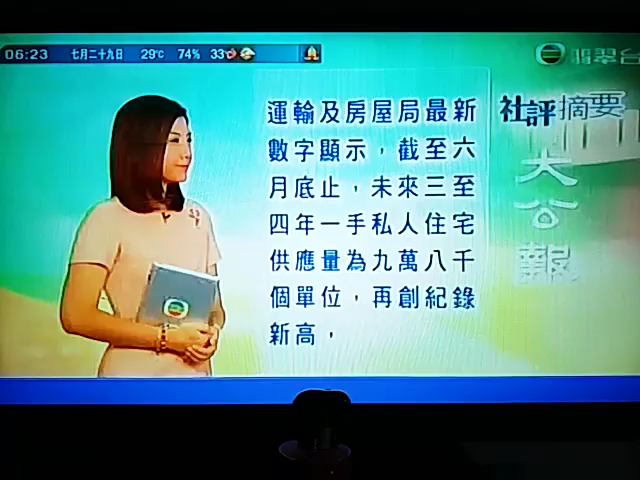 06:23 七月二十九日 29℃ 74% 33℃
翡翠台
社評摘要
大公報
運輸及房屋局最新
數字顯示，截至六
月底止，未來三至
四年一手私人住宅
供應量為九萬八千
個單位，再創紀錄
新高，